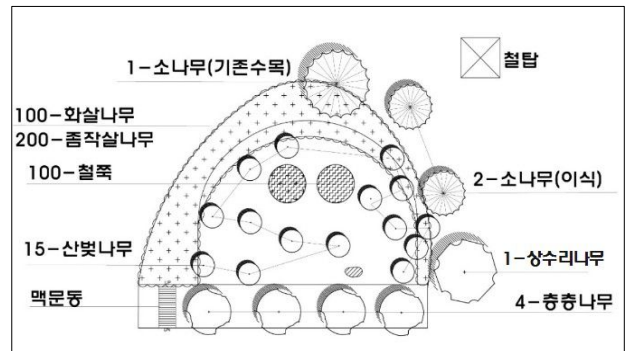 1-소나무(기존수목)
철탑
100-화살나무
200-좀작살나무
100-철쭉
2-소나무(이식)
15-산벚나무
1-상수리나무
맥문동
4-층층나무